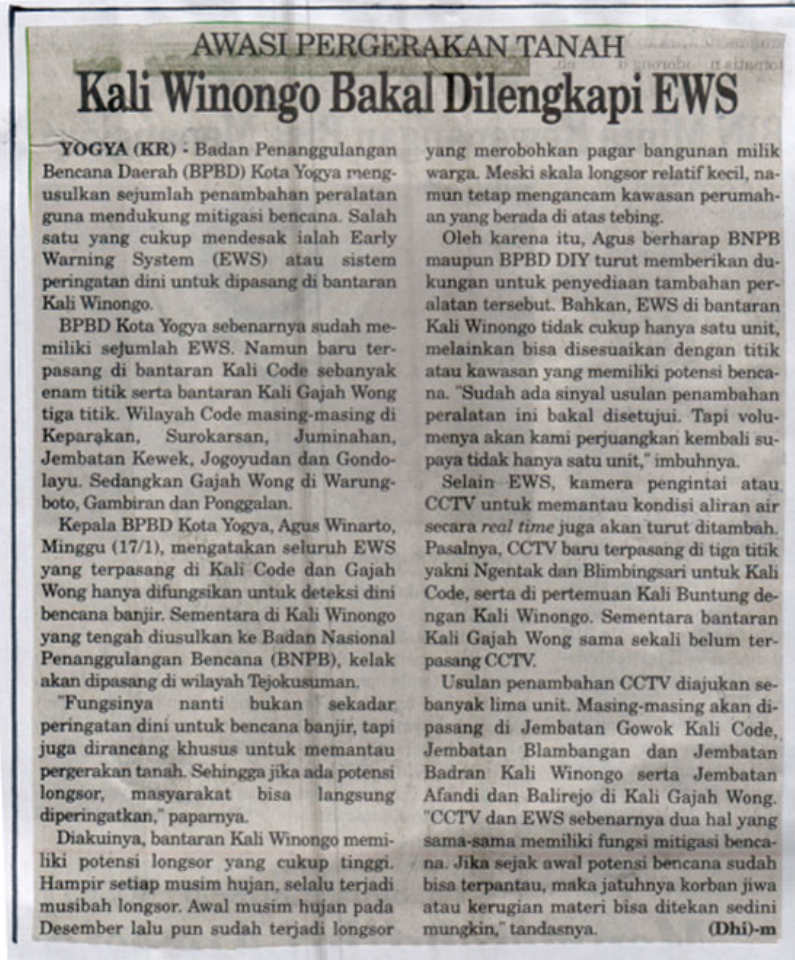 AWASI PERGERAKAN TANAH
Kali Winongo Bakal Dilengkapi EWS
YOGYA (KR) - Badan Penanggulangan
Bencana Daerah (BPBD) Kota Yogya meng-
usulkan sejumlah penambahan peralatan
guna mendukung mitigasi bencana. Salah
satu yang cukup mendesak ialah Early
Warning System (EWS) atau sistem
peringatan dini untuk dipasang di bantaran
Kali Winongo.
BPBD Kota Yogya sebenarnya sudah me-
miliki sejumlah EWS. Namun baru ter-
pasang di bantaran Kali Code sebanyak
enam titik serta bantaran Kali Gajah Wong
tiga titik. Wilayah Code masing-masing di
Keparakan, Surokarsan, Juminahan,
Jembatan Kewek, Jogoyudan dan Gondo-
layu. Sedangkan Gajah Wong di Warung-
boto, Gambiran dan Ponggalan.
Kepala BPBD Kota Yogya, Agus Winarto,
Minggu (17/1), mengatakan seluruh EWS
yang terpasang di Kali Code dan Gajah
Wong hanya difungsikan untuk deteksi dini
bencana banjir. Sementara di Kali Winongo
yang tengah diusulkan ke Badan Nasional
Penanggulangan Bencana (BNPB), kelak
akan dipasang di wilayah Tejokusuman.
"Fungsinya nanti bukan sekadar
peringatan dini untuk bencana banjir, tapi
juga dirancang khusus untuk memantau
pergerakan tanah. Sehingga jika ada potensi
longsor, masyarakat bisa langsung
diperingatkan," paparnya.
Diakuinya, bantaran Kali Winongo memi-
liki potensi longsor yang cukup tinggi.
Hampir setiap musim hujan, selalu terjadi
musibah longsor. Awal musim hujan pada
Desember lalu pun sudah terjadi longsor
yang merobohkan pagar bangunan milik
warga. Meski skala longsor relatif kecil, na-
mun tetap mengancam kawasan perumah-
an yang berada di atas tebing.
Oleh karena itu, Agus berharap BNPB
maupun BPBD DIY turut memberikan du-
kungan untuk penyediaan tambahan per-
alatan tersebut. Bahkan, EWS di bantaran
Kali Winongo tidak cukup hanya satu unit,
melainkan bisa disesuaikan dengan titik
atau kawasan yang memiliki potensi benca-
na. "Sudah ada sinyal usulan penambahan
peralatan ini bakal disetujui. Tapi volu-
menya akan kami perjuangkan kembali su-
paya tidak hanya satu unit," imbuhnya.
Selain EWS, kamera pengintai atau
CCTV untuk memantau kondisi aliran air
secara real time juga akan turut ditambah.
Pasalnya, CCTV baru terpasang di tiga titik
yakni Ngentak dan Blimbingsari untuk Kali
Code, serta di pertemuan Kali Buntung de-
ngan Kali Winongo. Sementara bantaran
Kali Gajah Wong sama sekali belum ter-
pasang CCTV.
Usulan penambahan CCTV diajukan se-
banyak lima unit. Masing-masing akan di-
pasang di Jembatan Gowok Kali Code,
Jembatan Blambangan dan Jembatan
Badran Kali Winongo serta Jembatan
Afandi dan Balirejo di Kali Gajah Wong.
"CCTV dan EWS sebenarnya dua hal yang
sama-sama memiliki fungsi mitigasi benca-
na. Jika sejak awal potensi bencana sudah
bisa terpantau, maka jatuhnya korban jiwa
atau kerugian materi bisa ditekan sedini
mungkin," tandasnya. (Dhi)-m